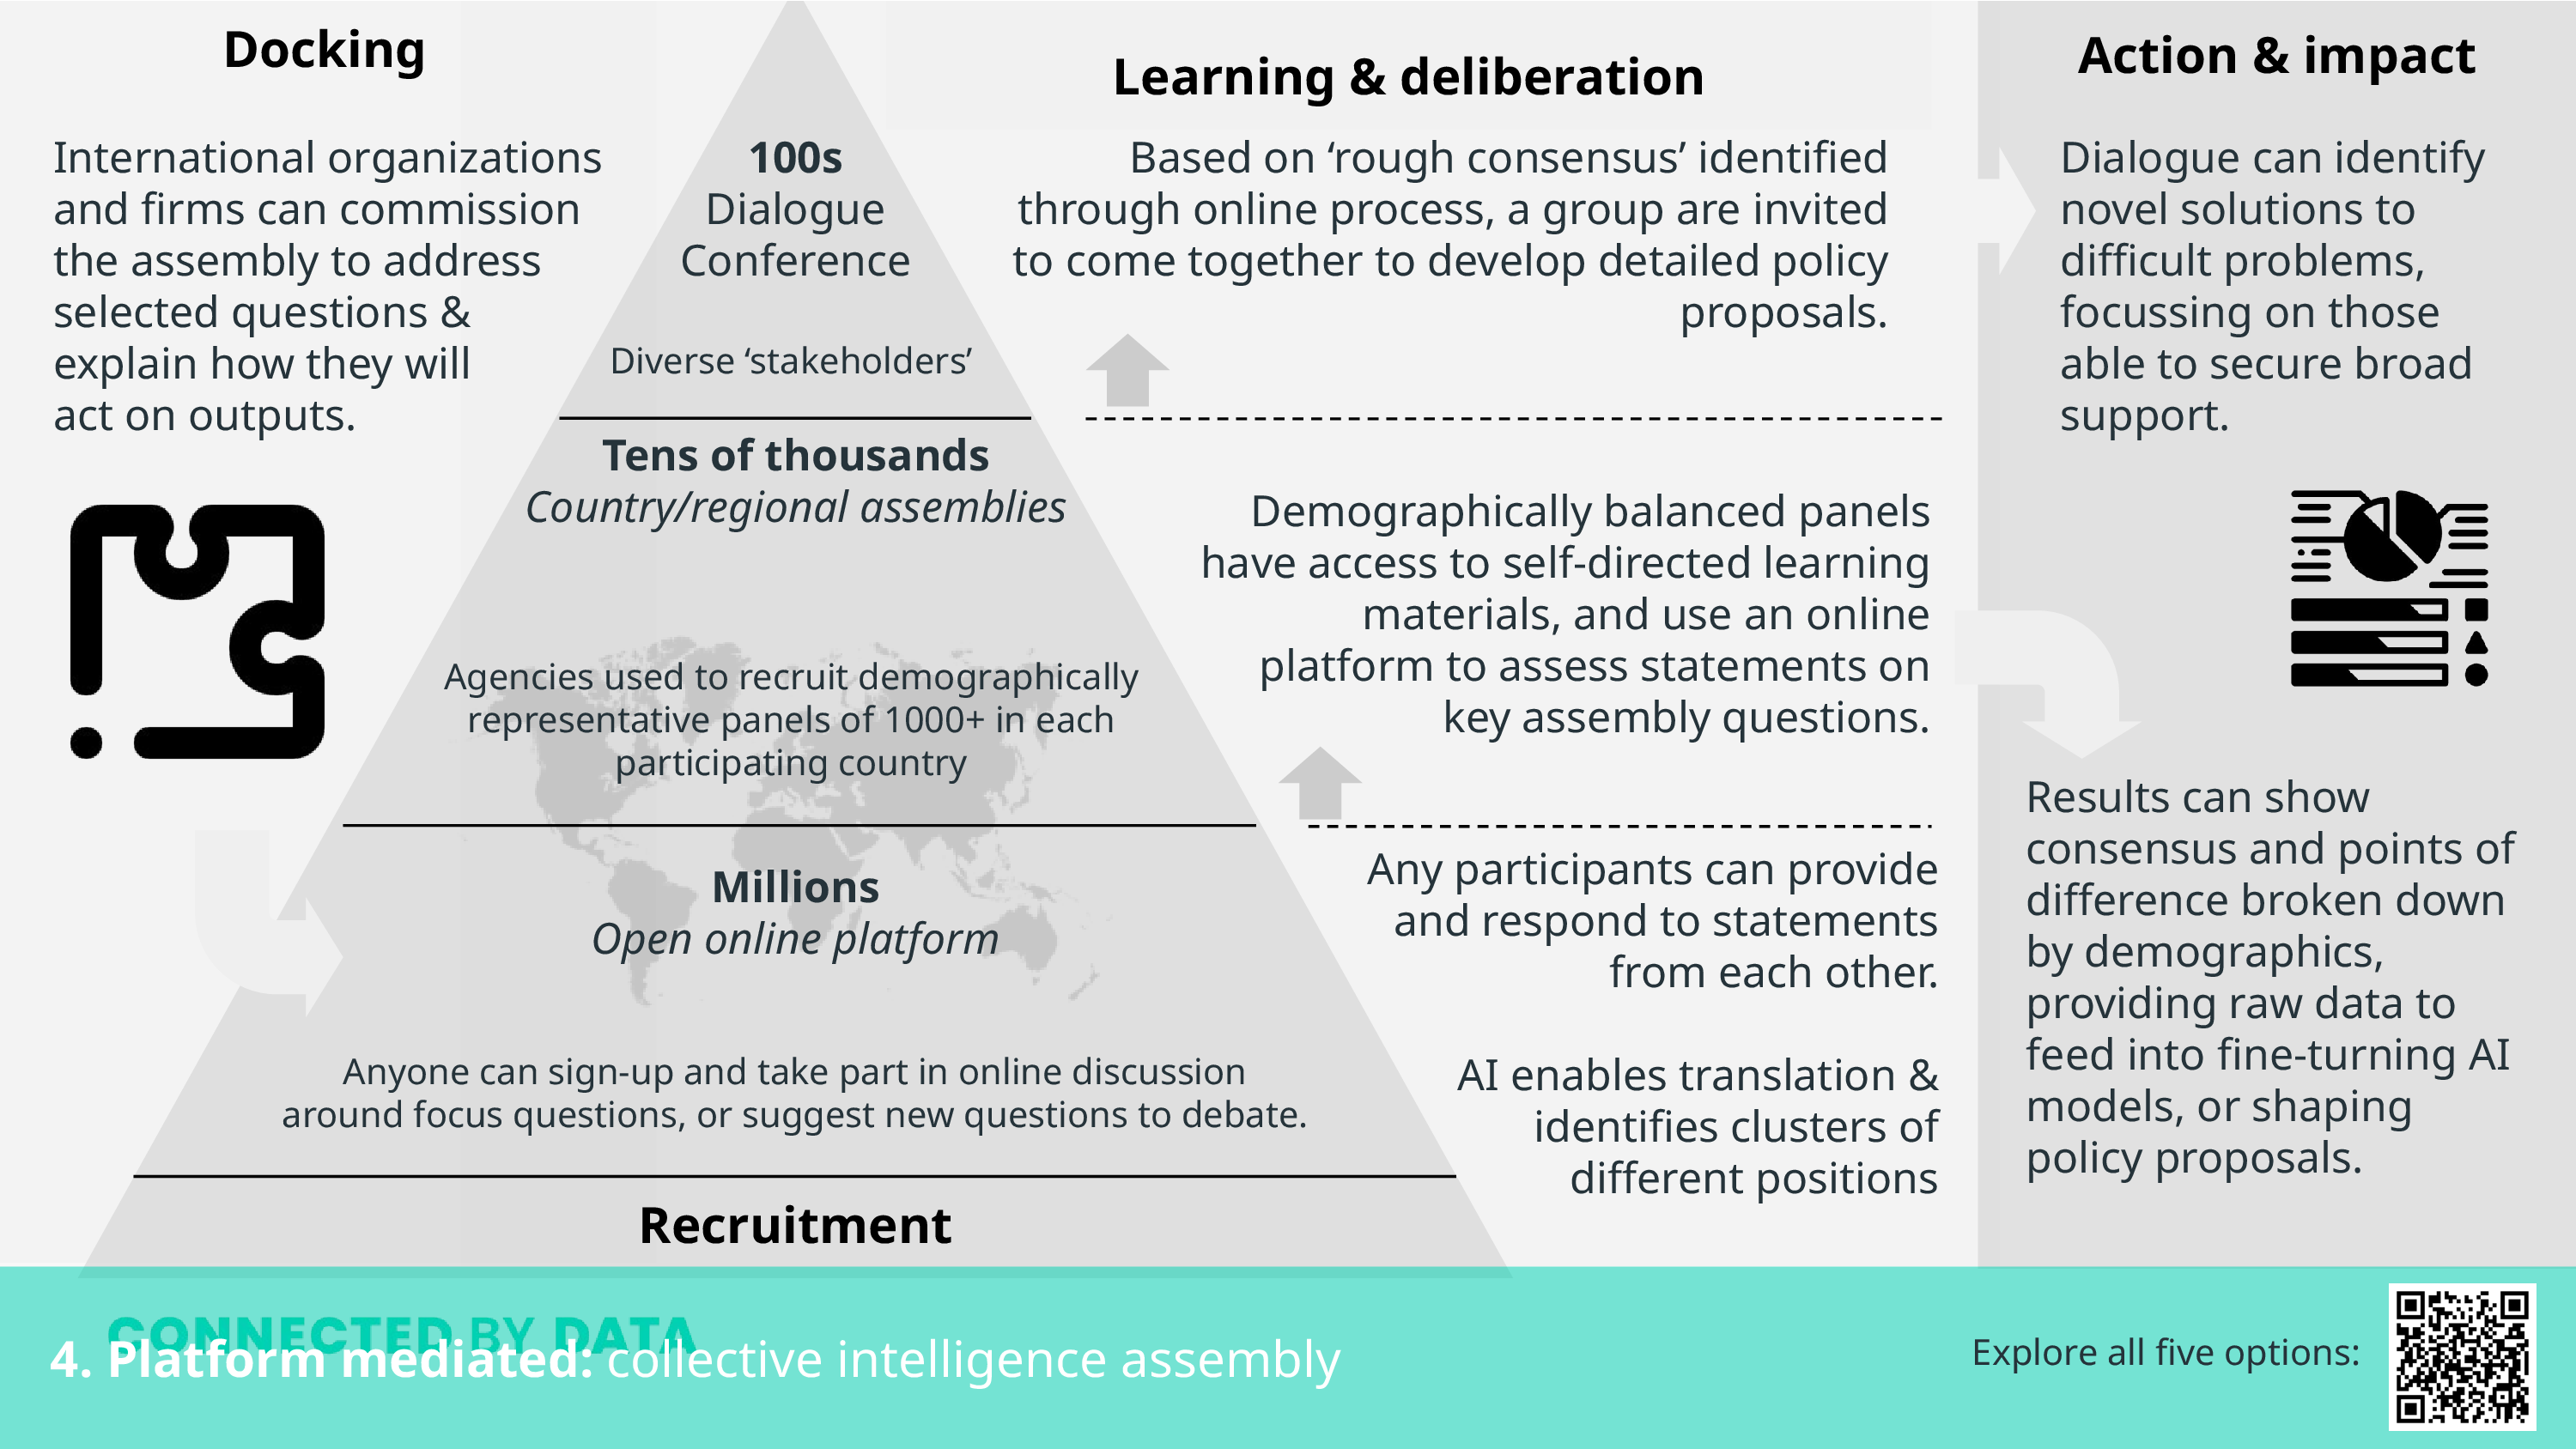 Docking
International organizations
and firms can commission
the assembly to address
selected questions &
explain how they will
act on outputs.
100s
Dialogue
Conference
Diverse ‘stakeholders’
Tens of thousands
Country/regional assemblies
Agencies used to recruit demographically
representative panels of 1000+ in each
participating country
Millions
Open online platform
Anyone can sign-up and take part in online discussion
around focus questions, or suggest new questions to debate.
Recruitment
Learning & deliberation
Based on ‘rough consensus’ identified
through online process, a group are invited
to come together to develop detailed policy
proposals.
Demographically balanced panels
have access to self-directed learning
materials, and use an online
platform to assess statements on
key assembly questions.
Any participants can provide
and respond to statements
from each other.
AI enables translation &
identifies clusters of
different positions
Action & impact
Dialogue can identify
novel solutions to
difficult problems,
focussing on those
able to secure broad
support.
Results can show
consensus and points of
difference broken down
by demographics,
providing raw data to
feed into fine-turning AI
models, or shaping
policy proposals.
CONNECTED BY DATA
4. Platform mediated: collective intelligence assembly
Explore all five options: